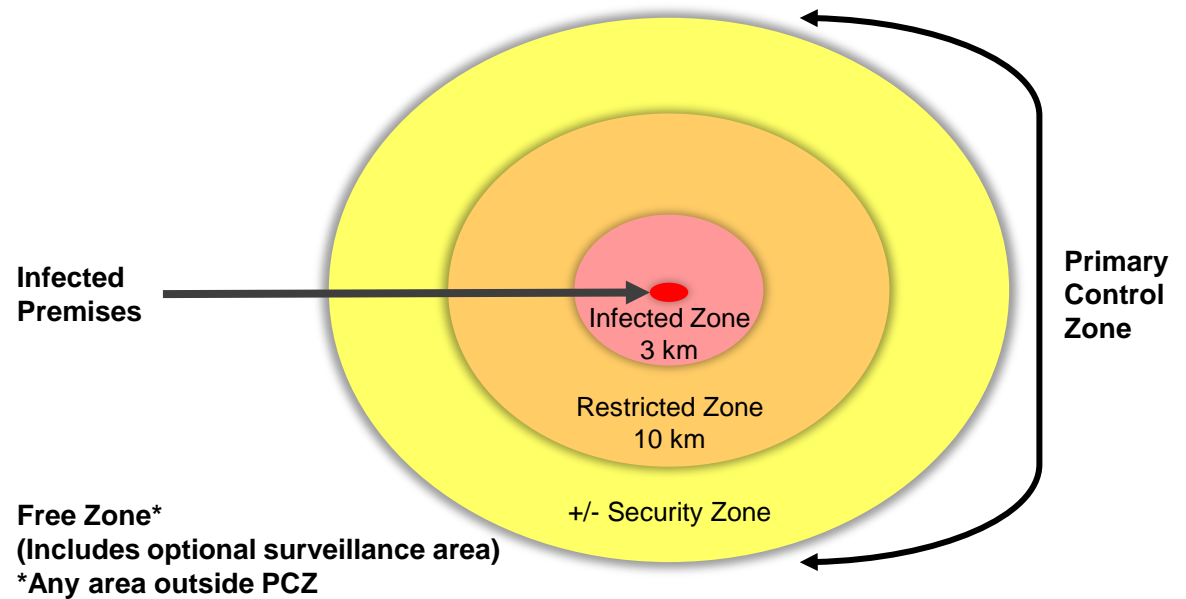 Infected
Premises
Infected Zone
3 km
Restricted Zone
10 km
+/- Security Zone
Primary
Control
Zone
Free Zone*
(Includes optional surveillance area)
*Any area outside PCZ